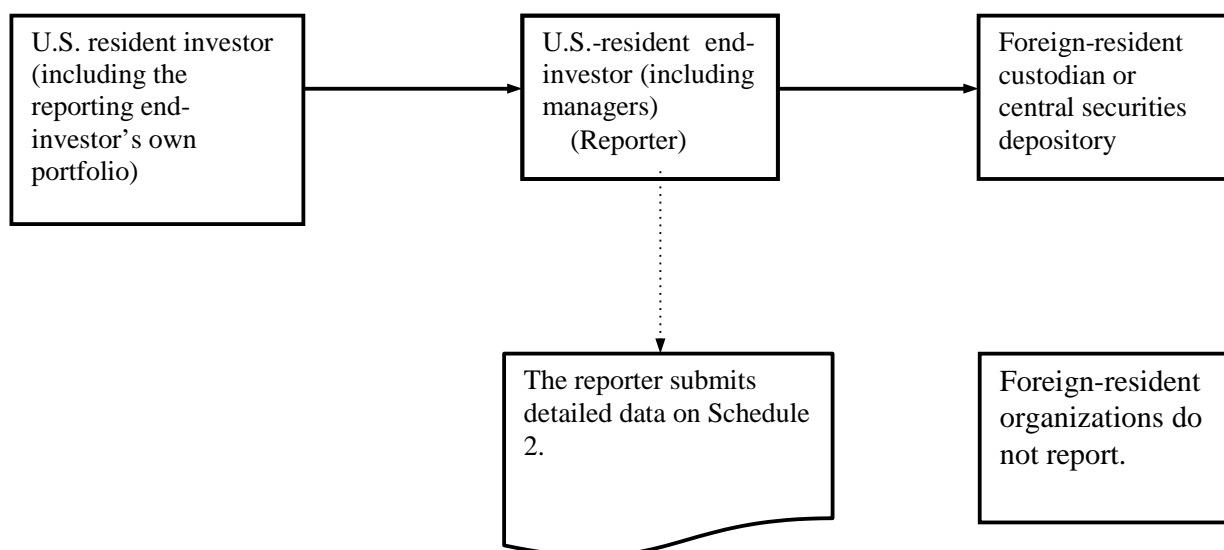 U.S. resident investor
(including the
reporting end-
investor’s own
portfolio)
U.S.-resident end-
investor (including
managers)
(Reporter)
Foreign-resident
custodian or
central securities
depository
The reporter submits
detailed data on Schedule
2.
Foreign-resident
organizations do
not report.